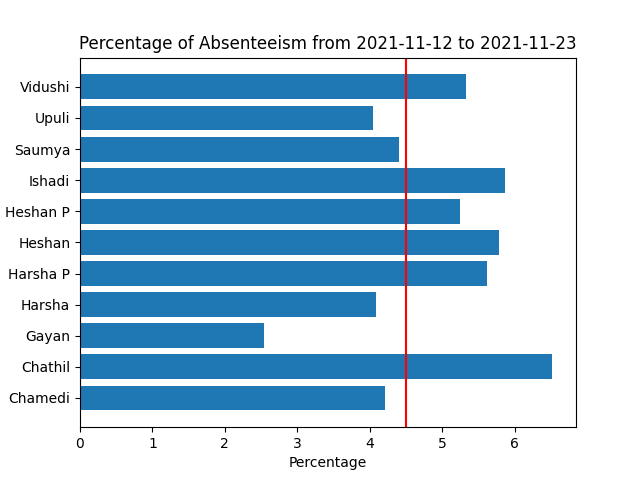 Percentage of Absenteeism from 2021-11-12 to 2021-11-23
Vidushi
Upuli
Saumya
Ishadi
Heshan P
Heshan
Harsha P
Harsha
Gayan
Chathil
Chamedi
0 1 2 3 4 5 6
Percentage